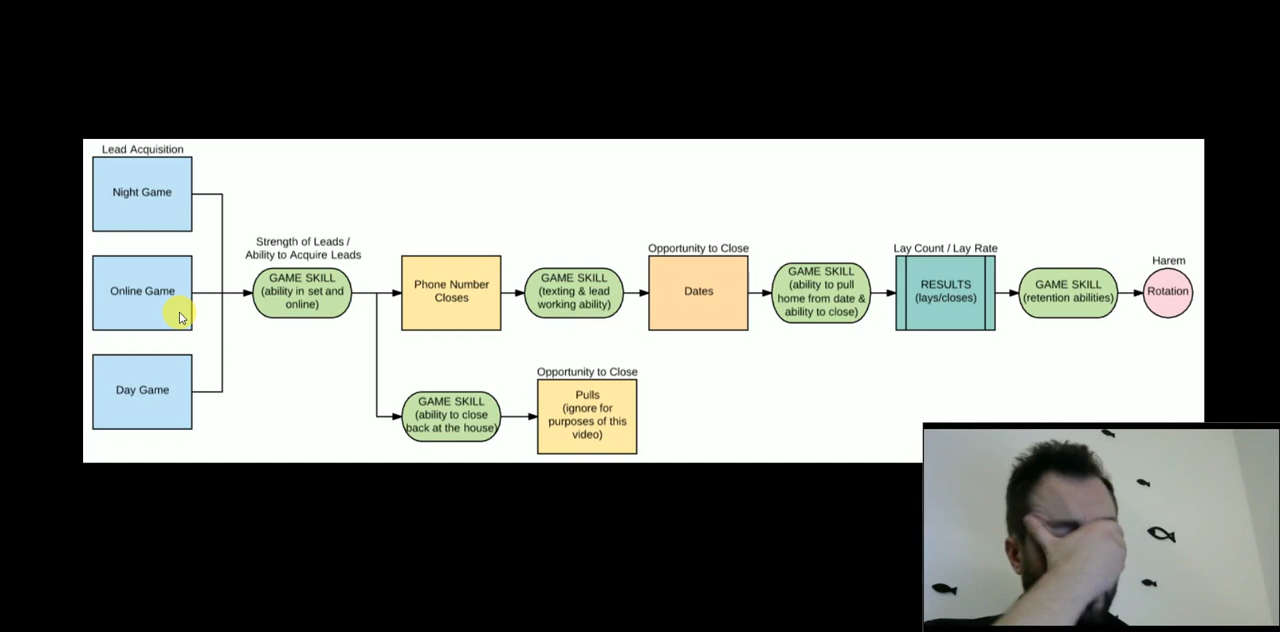 Lead Acquisition
Night Game
Online Game
Day Game
Strength of Leads /
Ability to Acquire Leads
GAME SKILL
(ability in set and
online)
Phone Number
Closes
GAME SKILL
(texting & lead
working ability)
Opportunity to Close
Dates
GAME SKILL
(ability to pull
home from date &
ability to close)
Lay Count / Lay Rate
RESULTS
(lays/closes)
GAME SKILL
(retention abilities)
Harem
Rotation
GAME SKILL
(ability to close
back at the house)
Opportunity to Close
Pulls
(ignore for
purposes of this
video)